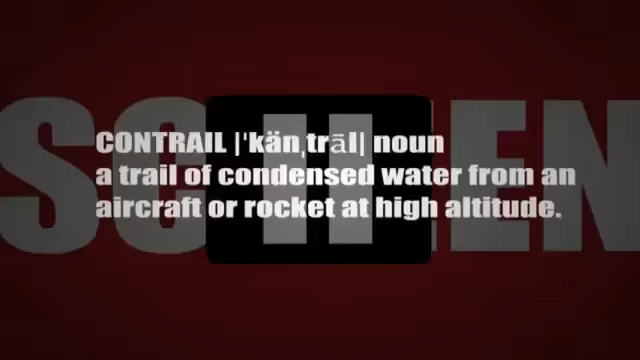 CONTRAIL |ˈkänˌtrāl| noun
a trail of condensed water from an
aircraft or rocket at high altitude.